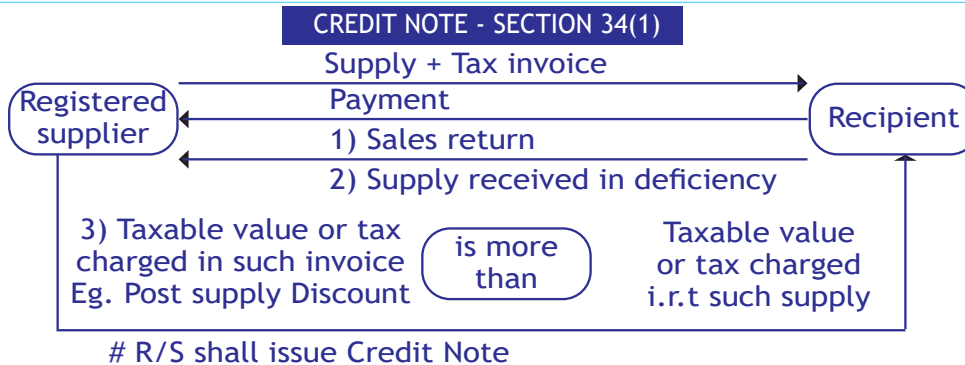 CREDIT NOTE - SECTION 34(1)
Supply + Tax invoice
Registered
supplier
Payment
Recipient
1) Sales return
2) Supply received in deficiency
3) Taxable value or tax
charged in such invoice
Eg. Post supply Discount
is more
than
Taxable value
or tax charged
i.r.t such supply
# R/S shall issue Credit Note